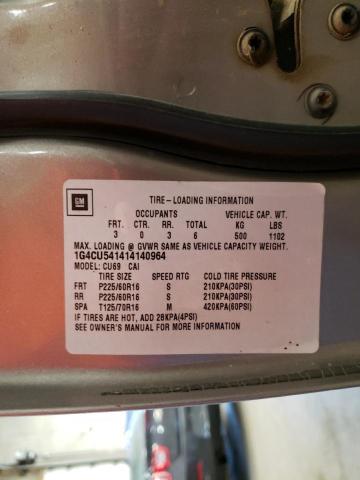 GM
TIRE-LOADING INFORMATION
OCCUPANTS VEHICLE CAP. WT.
FRT. CTR. RR. TOTAL KG LBS
3 0 3 6 500 1102
MAX. LOADING @ GVWR SAME AS VEHICLE CAPACITY WEIGHT.
1G4CU541414140964
MODEL: CU69 CAI
TIRE SIZE SPEED RTG COLD TIRE PRESSURE
FRT P225/60R16 S 210KPA(30PSI)
RR P225/60R16 S 210KPA(30PSI)
SPA T125/70R16 M 420KPA(60PSI)
IF TIRES ARE HOT, ADD 28KPA(4PSI)
SEE OWNER'S MANUAL FOR MORE INFORMATION